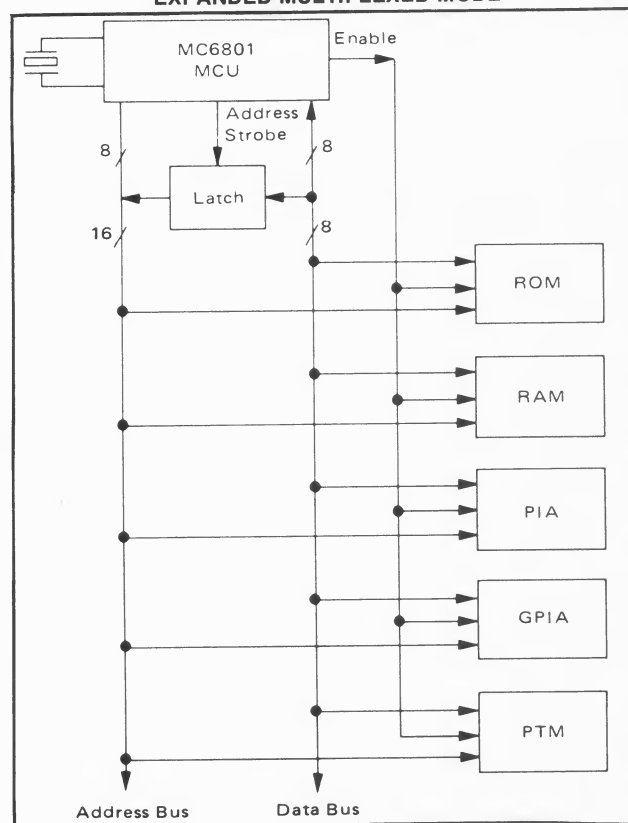 EXPANDED MULTIPLEXED MODE
MC6801
MCU
Enable
Address
Strobe
8
8
Latch
16
8
ROM
RAM
PIA
GPIA
PTM
Address Bus
Data Bus